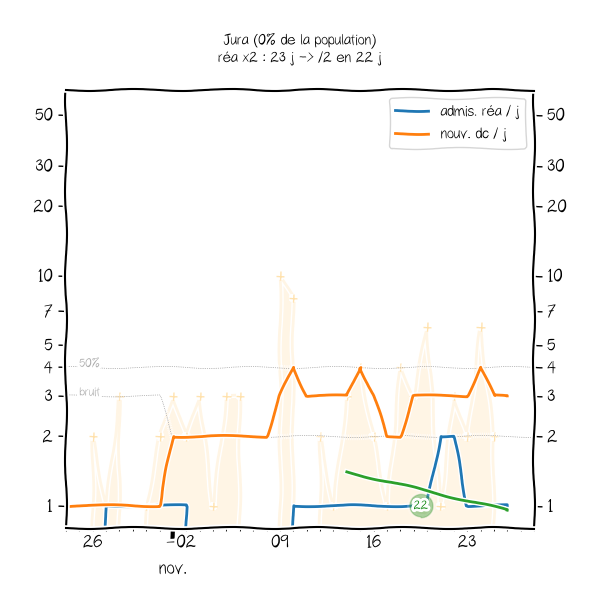 Jura (0% de la population)
réa x2 : 23 j -> /2 en 22 j
admis. réa / j
nouv. dc / j
50 50
30 30
20 20
10 10
7 7
5 5
50%
4 4
bruit
3 3
2 2
22
1 1
26 02 09 16 23
nov.